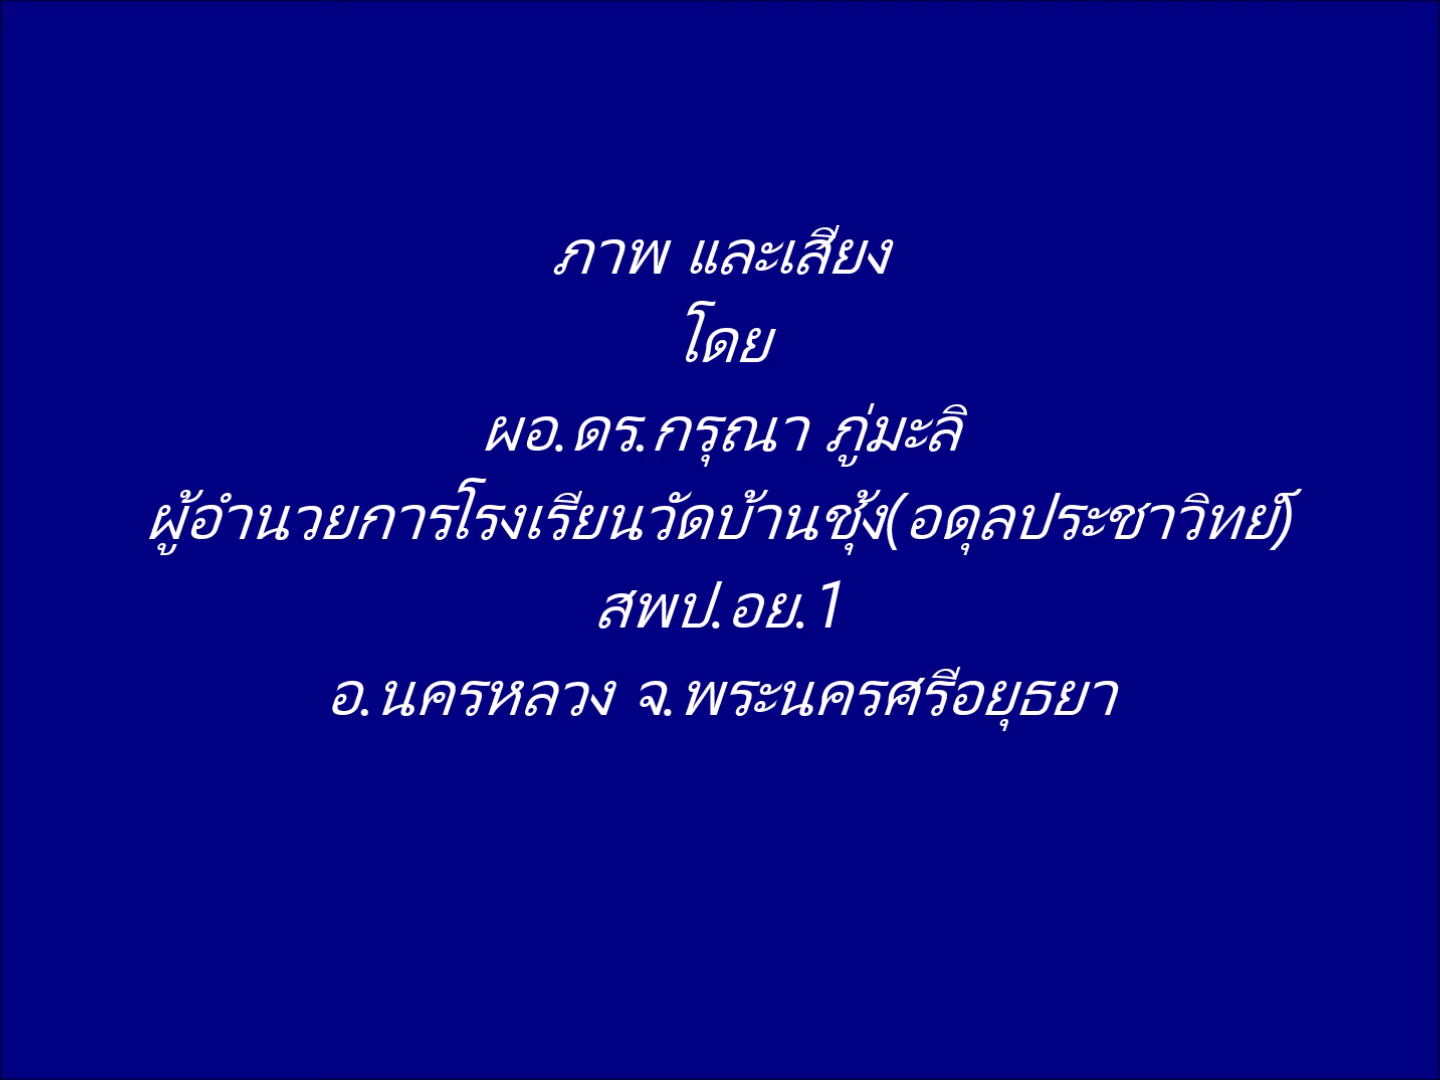 ภาพ และเสียง
โดย
ผอ.ดร.กรุณา ภู่มะลิ
ผู้อำนวยการโรงเรียนวัดบ้านชุ้ง(อดุลประชาวิทย์)
สพป.อย.1
อ.นครหลวง จ.พระนครศรีอยุธยา